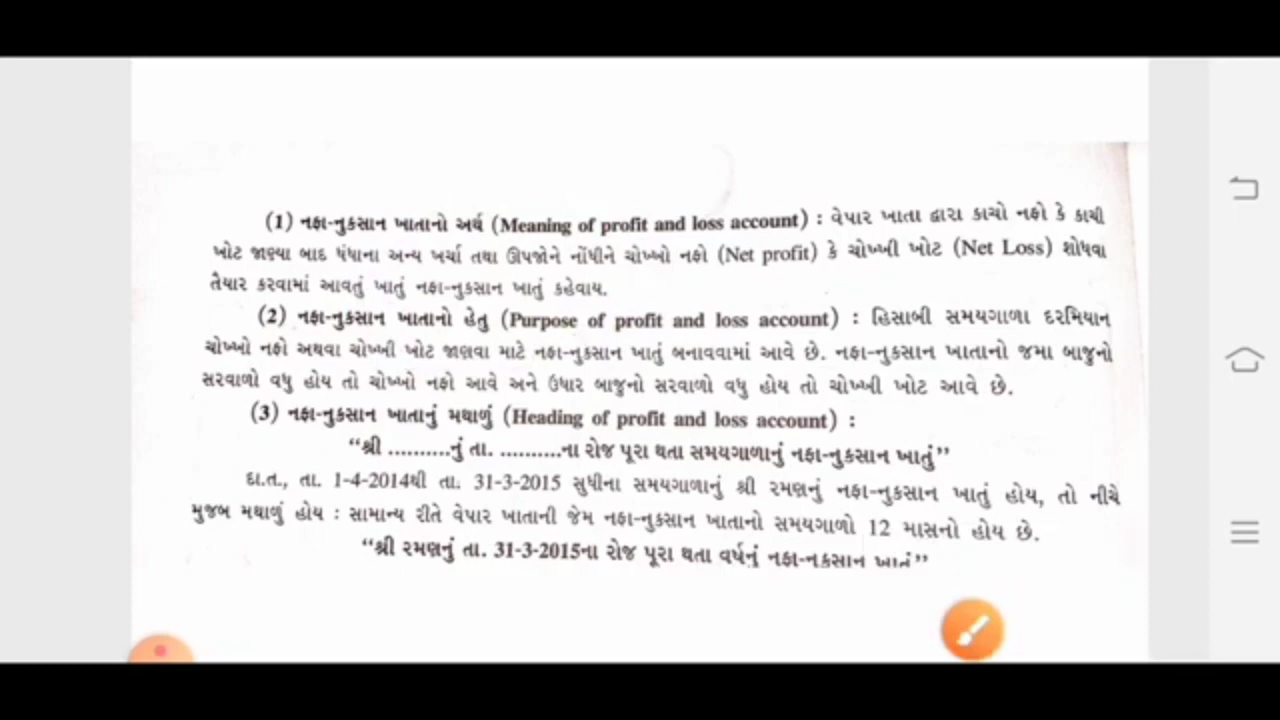 (1) નફા-નુકસાન ખાતાનો અર્થ (Meaning of profit and loss account) : વેપાર ખાતા દ્વારા કાચો નફો કે કાચી
ખોટ જાણ્યા બાદ ધંધાના અન્ય ખર્ચા તથા ઊપજોને નોંધીને ચોખ્ખો નફો (Net profit) કે ચોખ્ખી ખોટ (Net Loss) શોધવા
તૈયાર કરવામાં આવતું ખાતું નફા-નુકસાન ખાતું કહેવાય.
(2) નફા-નુકસાન ખાતાનો હેતુ (Purpose of profit and loss account) : હિસાબી સમયગાળા દરમિયાન
ચોખ્ખો નફો અથવા ચોખ્ખી ખોટ જાણવા માટે નફા-નુકસાન ખાતું બનાવવામાં આવે છે. નફા-નુકસાન ખાતાનો જમા બાજુનો
સરવાળો વધુ હોય તો ચોખ્ખો નફો આવે અને ઉધાર બાજુનો સરવાળો વધુ હોય તો ચોખ્ખી ખોટ આવે છે.
(3) નફા-નુકસાન ખાતાનું મથાળું (Heading of profit and loss account) :
“શ્રી ..........નું તા. ..........ના રોજ પૂરા થતા સમયગાળાનું નફા-નુકસાન ખાતું”
દા.ત., તા. 1-4-2014થી તા. 31-3-2015 સુધીના સમયગાળાનું શ્રી રમણનું નફા-નુકસાન ખાતું હોય, તો નીચે
મુજબ મથાળું હોય : સામાન્ય રીતે વેપાર ખાતાની જેમ નફા-નુકસાન ખાતાનો સમયગાળો 12 માસનો હોય છે.
“શ્રી રમણનું તા. 31-3-2015ના રોજ પૂરા થતા વર્ષનું નફા-નુકસાન ખાતું”